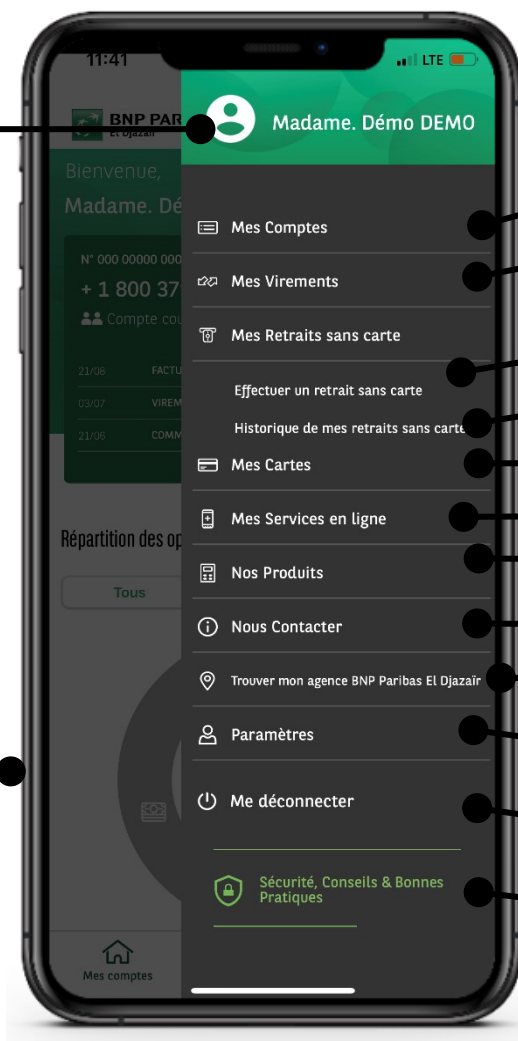 11:41
LTE
BNP PAR
El Djazaïr
Madame. Démo DEMO
Bienvenue,
Madame. Dé
N° 000 00000 000
+ 1 800 37
Compte cou
21/08 FACTU
03/07 VIREM
21/06 COMM
Répartition des op
Tous
Mes comptes
Mes Comptes
Mes Virements
Mes Retraits sans carte
Effectuer un retrait sans carte
Historique de mes retraits sans carte
Mes Cartes
Mes Services en ligne
Nos Produits
Nous Contacter
Trouver mon agence BNP Paribas El Djazaïr
Paramètres
Me déconnecter
Sécurité, Conseils & Bonnes
Pratiques